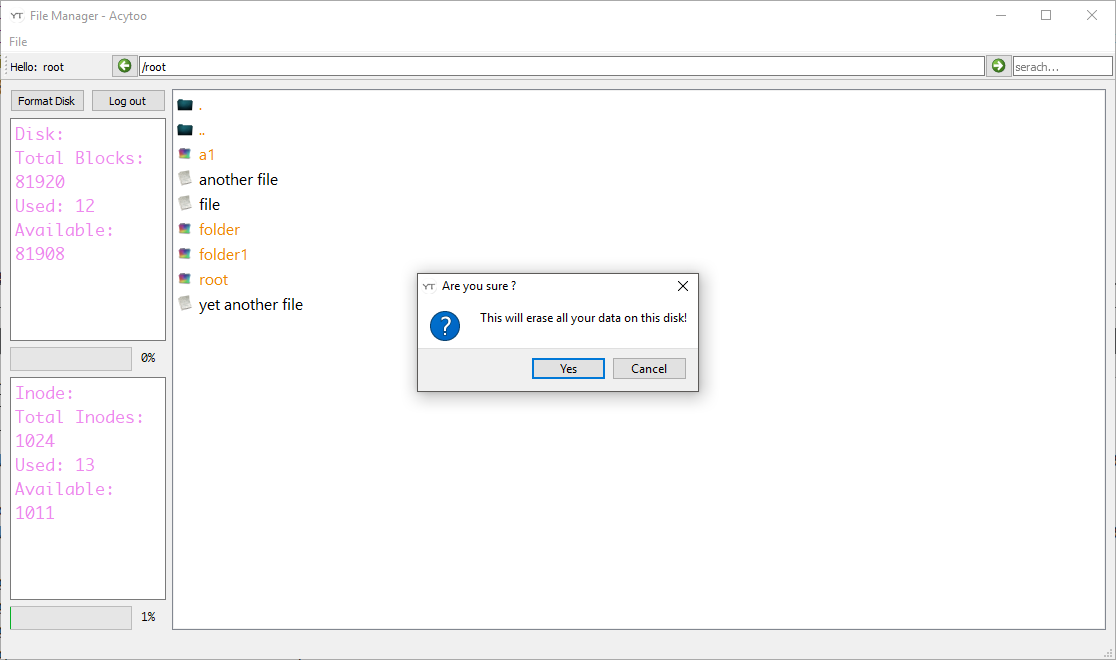 YT File Manager - Acytoo
File
Hello: root
/root
serach...
Format Disk
Log out
Disk:
Total Blocks:
81920
Used: 12
Available:
81908
0%
Inode:
Total Inodes:
1024
Used: 13
Available:
1011
1%
.
..
a1
another file
file
folder
folder1
root
yet another file
YT Are you sure ?
?
This will erase all your data on this disk!
Yes
Cancel